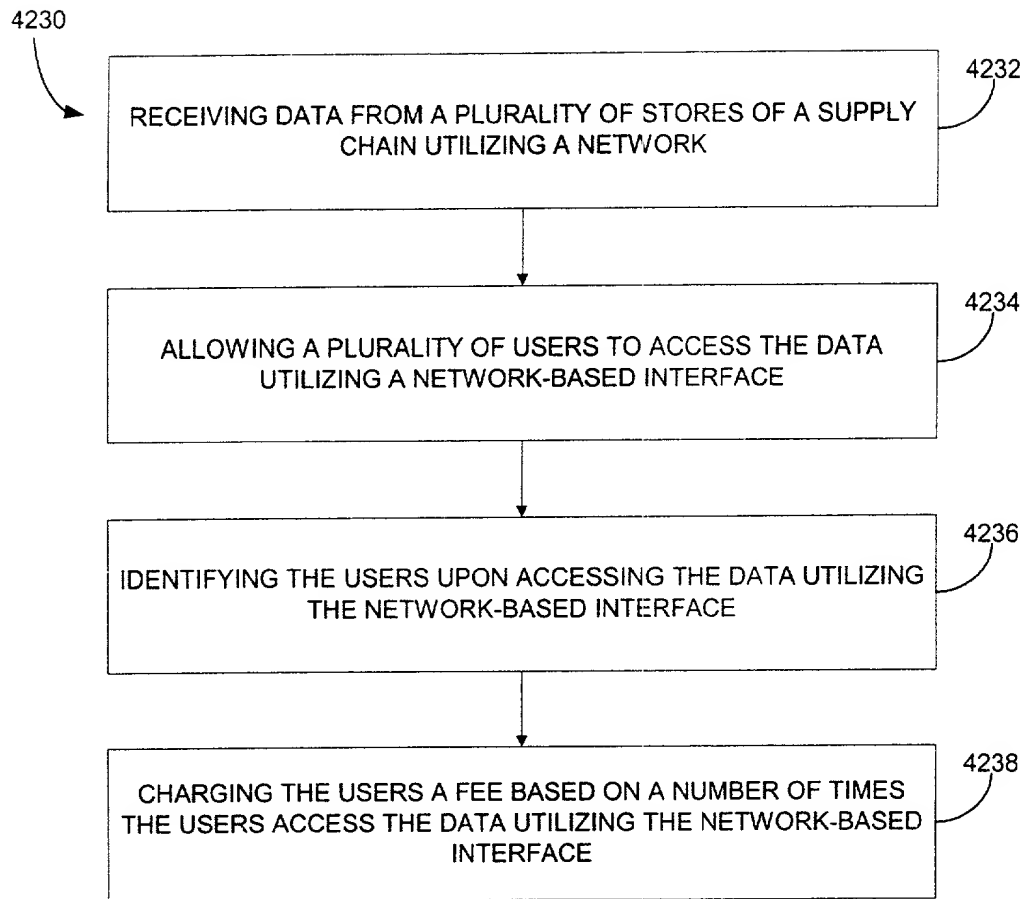 4230
4232
RECEIVING DATA FROM A PLURALITY OF STORES OF A SUPPLY
CHAIN UTILIZING A NETWORK
4234
ALLOWING A PLURALITY OF USERS TO ACCESS THE DATA
UTILIZING A NETWORK-BASED INTERFACE
4236
IDENTIFYING THE USERS UPON ACCESSING THE DATA UTILIZING
THE NETWORK-BASED INTERFACE
4238
CHARGING THE USERS A FEE BASED ON A NUMBER OF TIMES
THE USERS ACCESS THE DATA UTILIZING THE NETWORK-BASED
INTERFACE